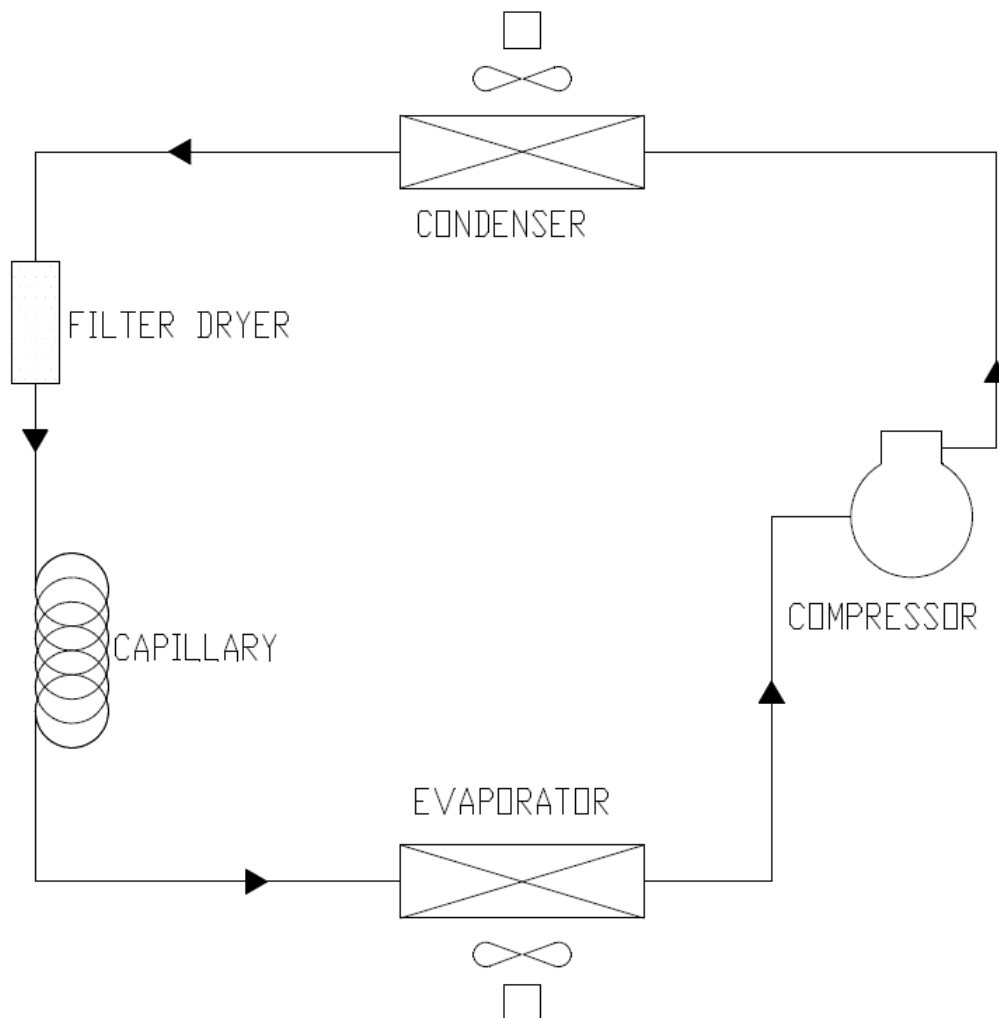 CONDENSER
FILTER DRYER
COMPRESSOR
CAPILLARY
EVAPORATOR